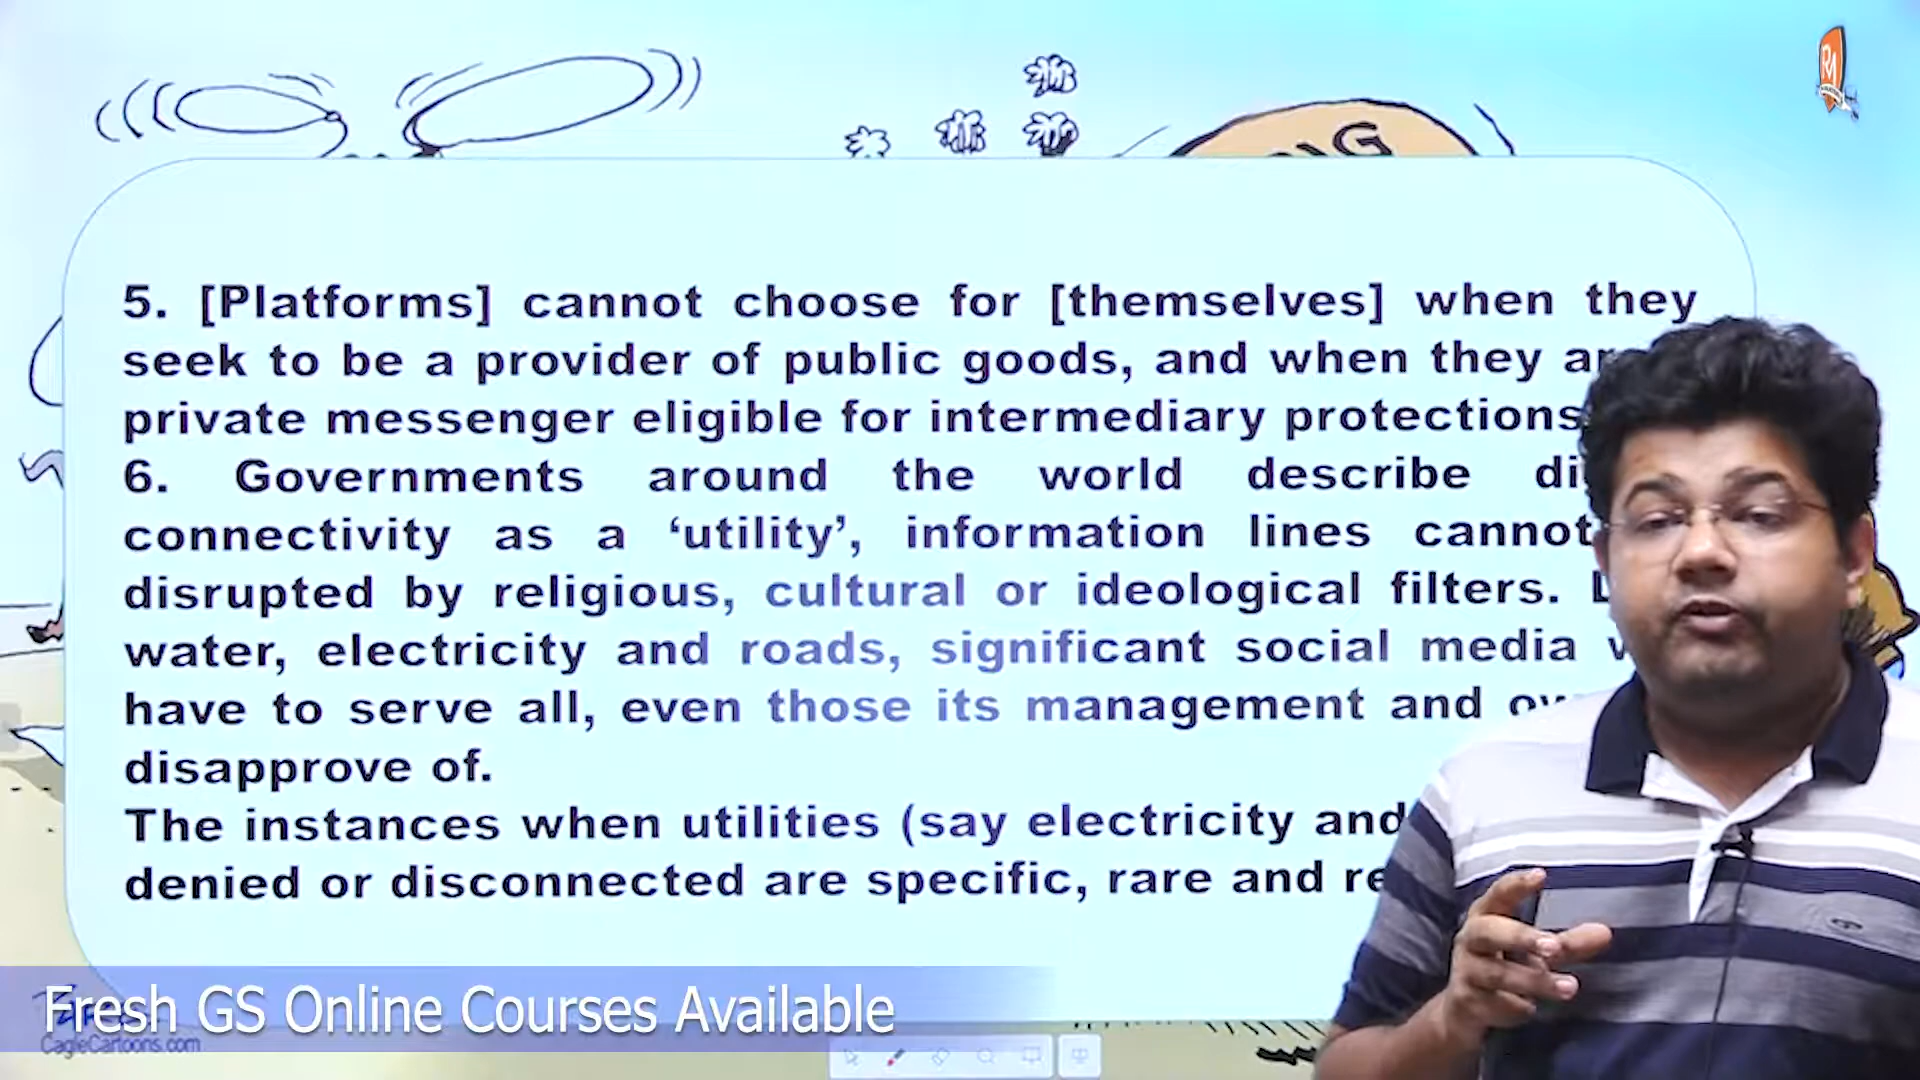 5. [Platforms] cannot choose for [themselves] when they
seek to be a provider of public goods, and when they
private messenger eligible for intermediary protections
6. Governments around the world describe
connectivity as a ‘utility’, information lines cannot
disrupted by religious, cultural or ideological filters.
water, electricity and roads, significant social media
have to serve all, even those its management and
disapprove of.
The instances when utilities (say electricity and
denied or disconnected are specific, rare and
Fresh GS Online Courses Available
CagleCartoons.com